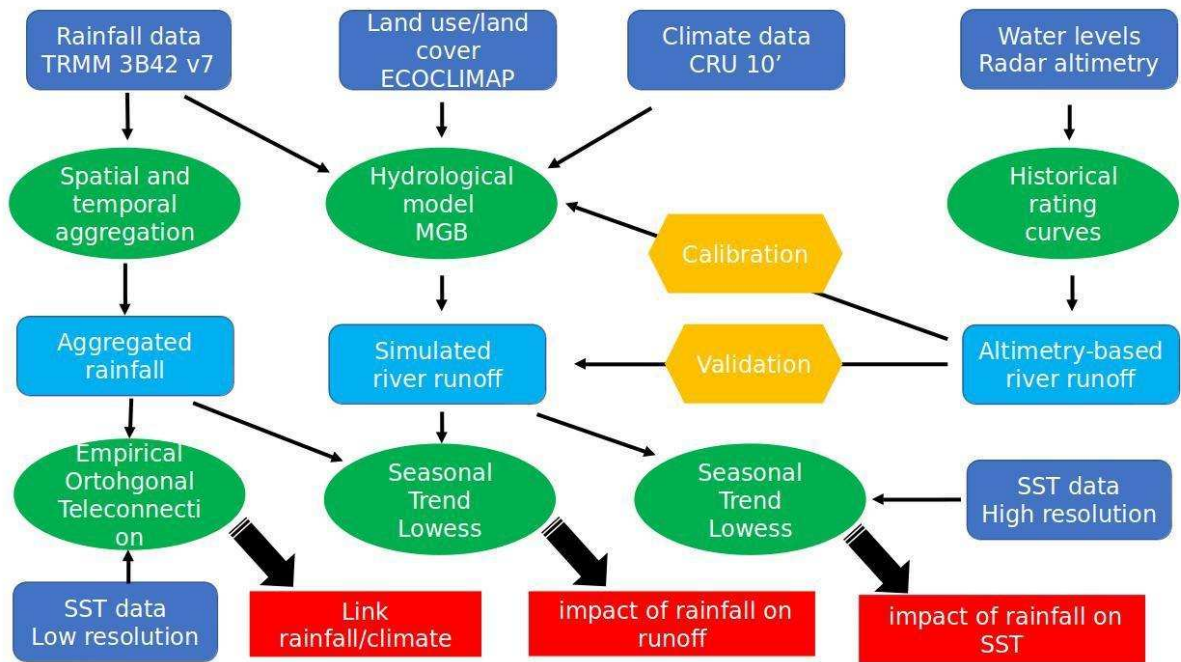 Rainfall data
TRMM 3B42 v7
Land use/land
cover
ECOCLIMAP
Climate data
CRU 10’
Water levels
Radar altimetry
Spatial and
temporal
aggregation
Hydrological
model
MGB
Historical
rating
curves
Calibration
Aggregated
rainfall
Simulated
river runoff
Validation
Altimetry-based
river runoff
Empirical
Ortohgonal
Teleconnecti
on
Seasonal
Trend
Lowess
Seasonal
Trend
Lowess
SST data
High resolution
SST data
Low resolution
Link
rainfall/climate
impact of rainfall on
runoff
impact of rainfall on
SST